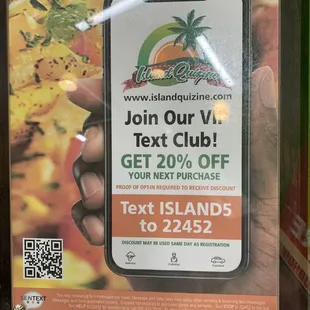 Island Quizine
www.islandquizine.com
Join Our VIP
Text Club!
GET 20% OFF
YOUR NEXT PURCHASE
PROOF OF OPT-IN REQUIRED TO RECEIVE DISCOUNT
Text ISLAND5
to 22452
DISCOUNT MAY BE USED SAME DAY AS REGISTRATION
SENTEXT